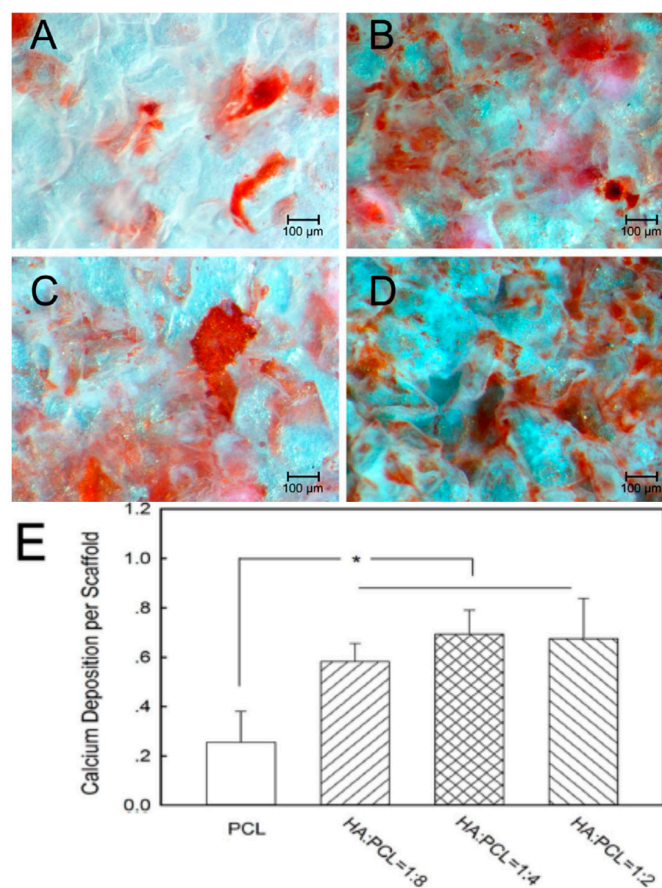 A
B
100 µm
100 µm
C
D
100 µm
100 µm
E
Calcium Deposition per Scaffold
1.2
1.0
.8
.6
.4
.2
0.0
*
PCL
HA:PCL=1:8
HA:PCL=1:4
HA:PCL=1:2